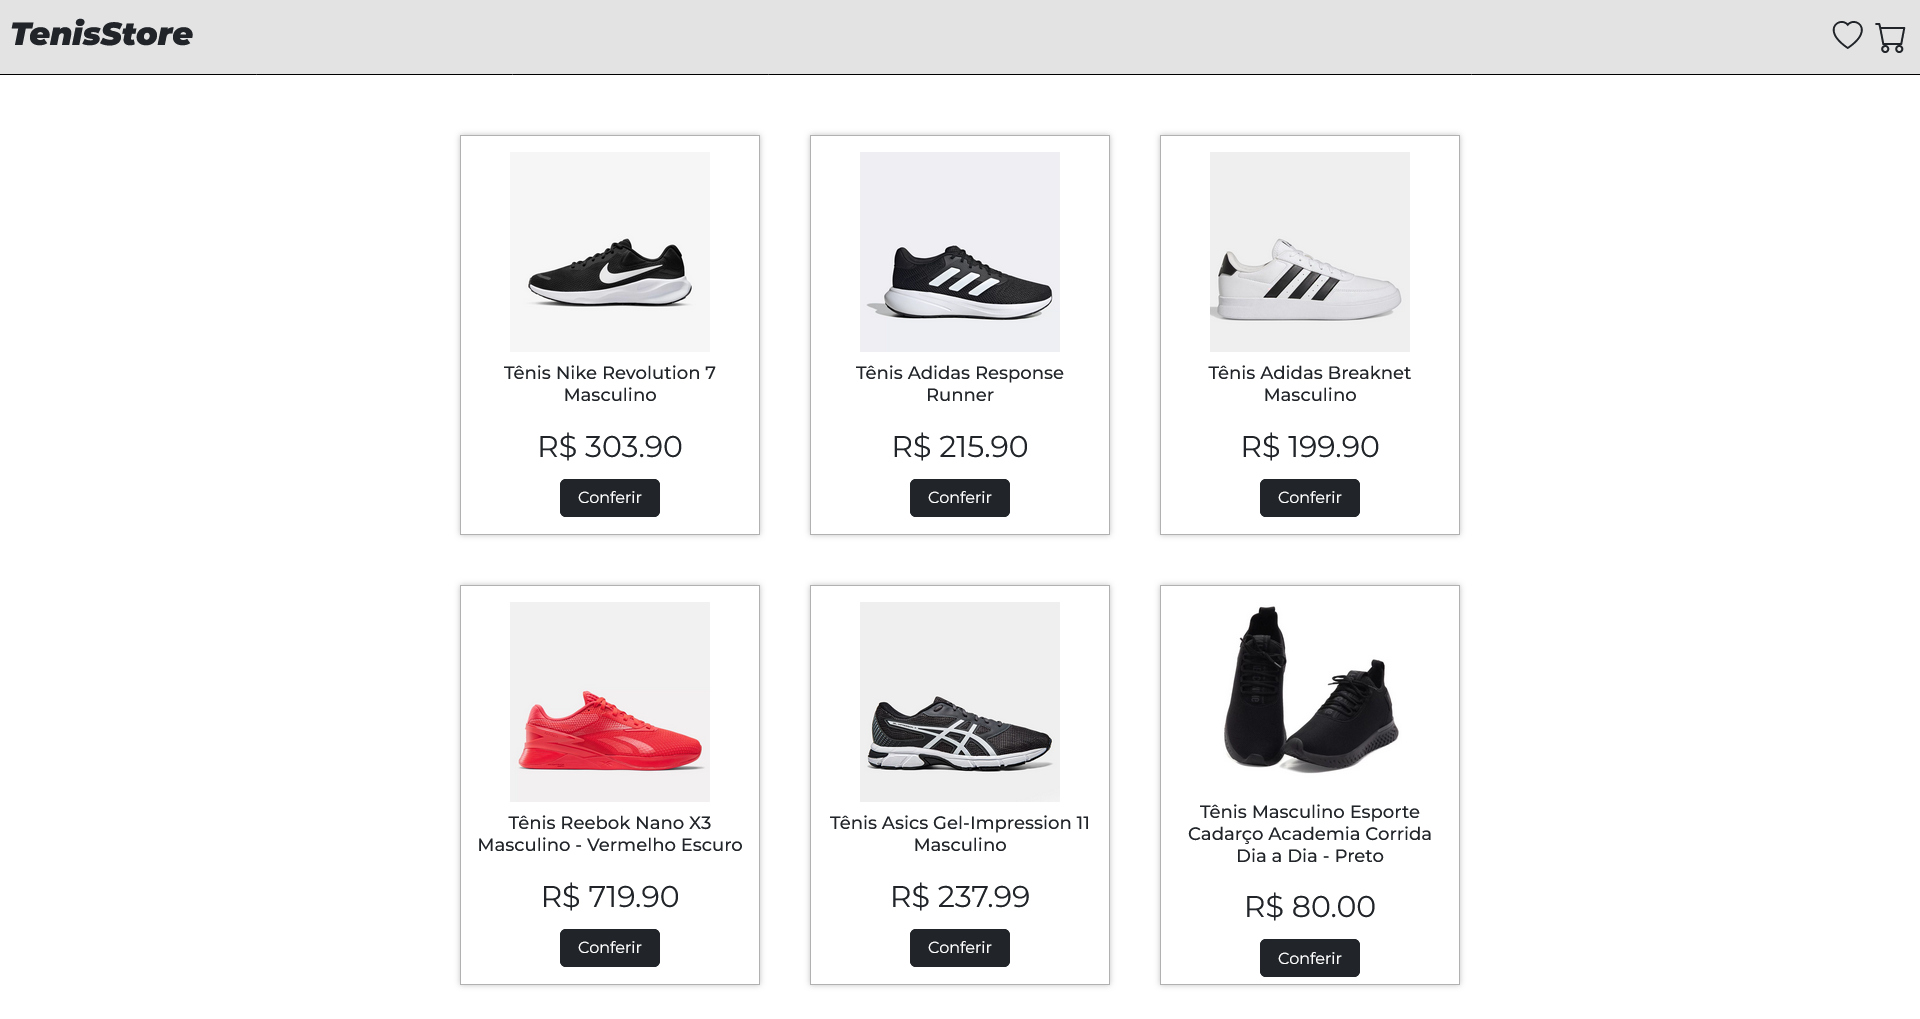 TenisStore
Tênis Nike Revolution 7
Masculino
R$ 303.90
Conferir
Tênis Adidas Response
Runner
R$ 215.90
Conferir
Tênis Adidas Breaknet
Masculino
R$ 199.90
Conferir
Tênis Reebok Nano X3
Masculino - Vermelho Escuro
R$ 719.90
Conferir
Tênis Asics Gel-Impression 11
Masculino
R$ 237.99
Conferir
Tênis Masculino Esporte
Cadarço Academia Corrida
Dia a Dia - Preto
R$ 80.00
Conferir